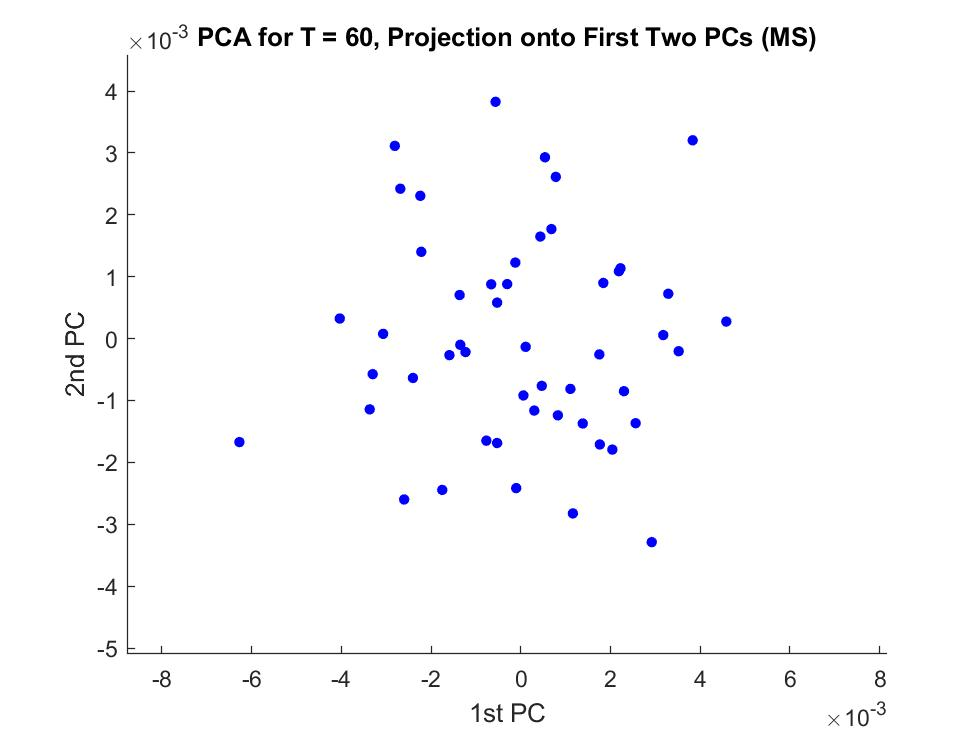 ×10-3 PCA for T = 60, Projection onto First Two PCs (MS)
4
3
2
1
0
-1
-2
-3
-4
-5
2nd PC
-8 -6 -4 -2 0 2 4 6 8
1st PC
×10-3